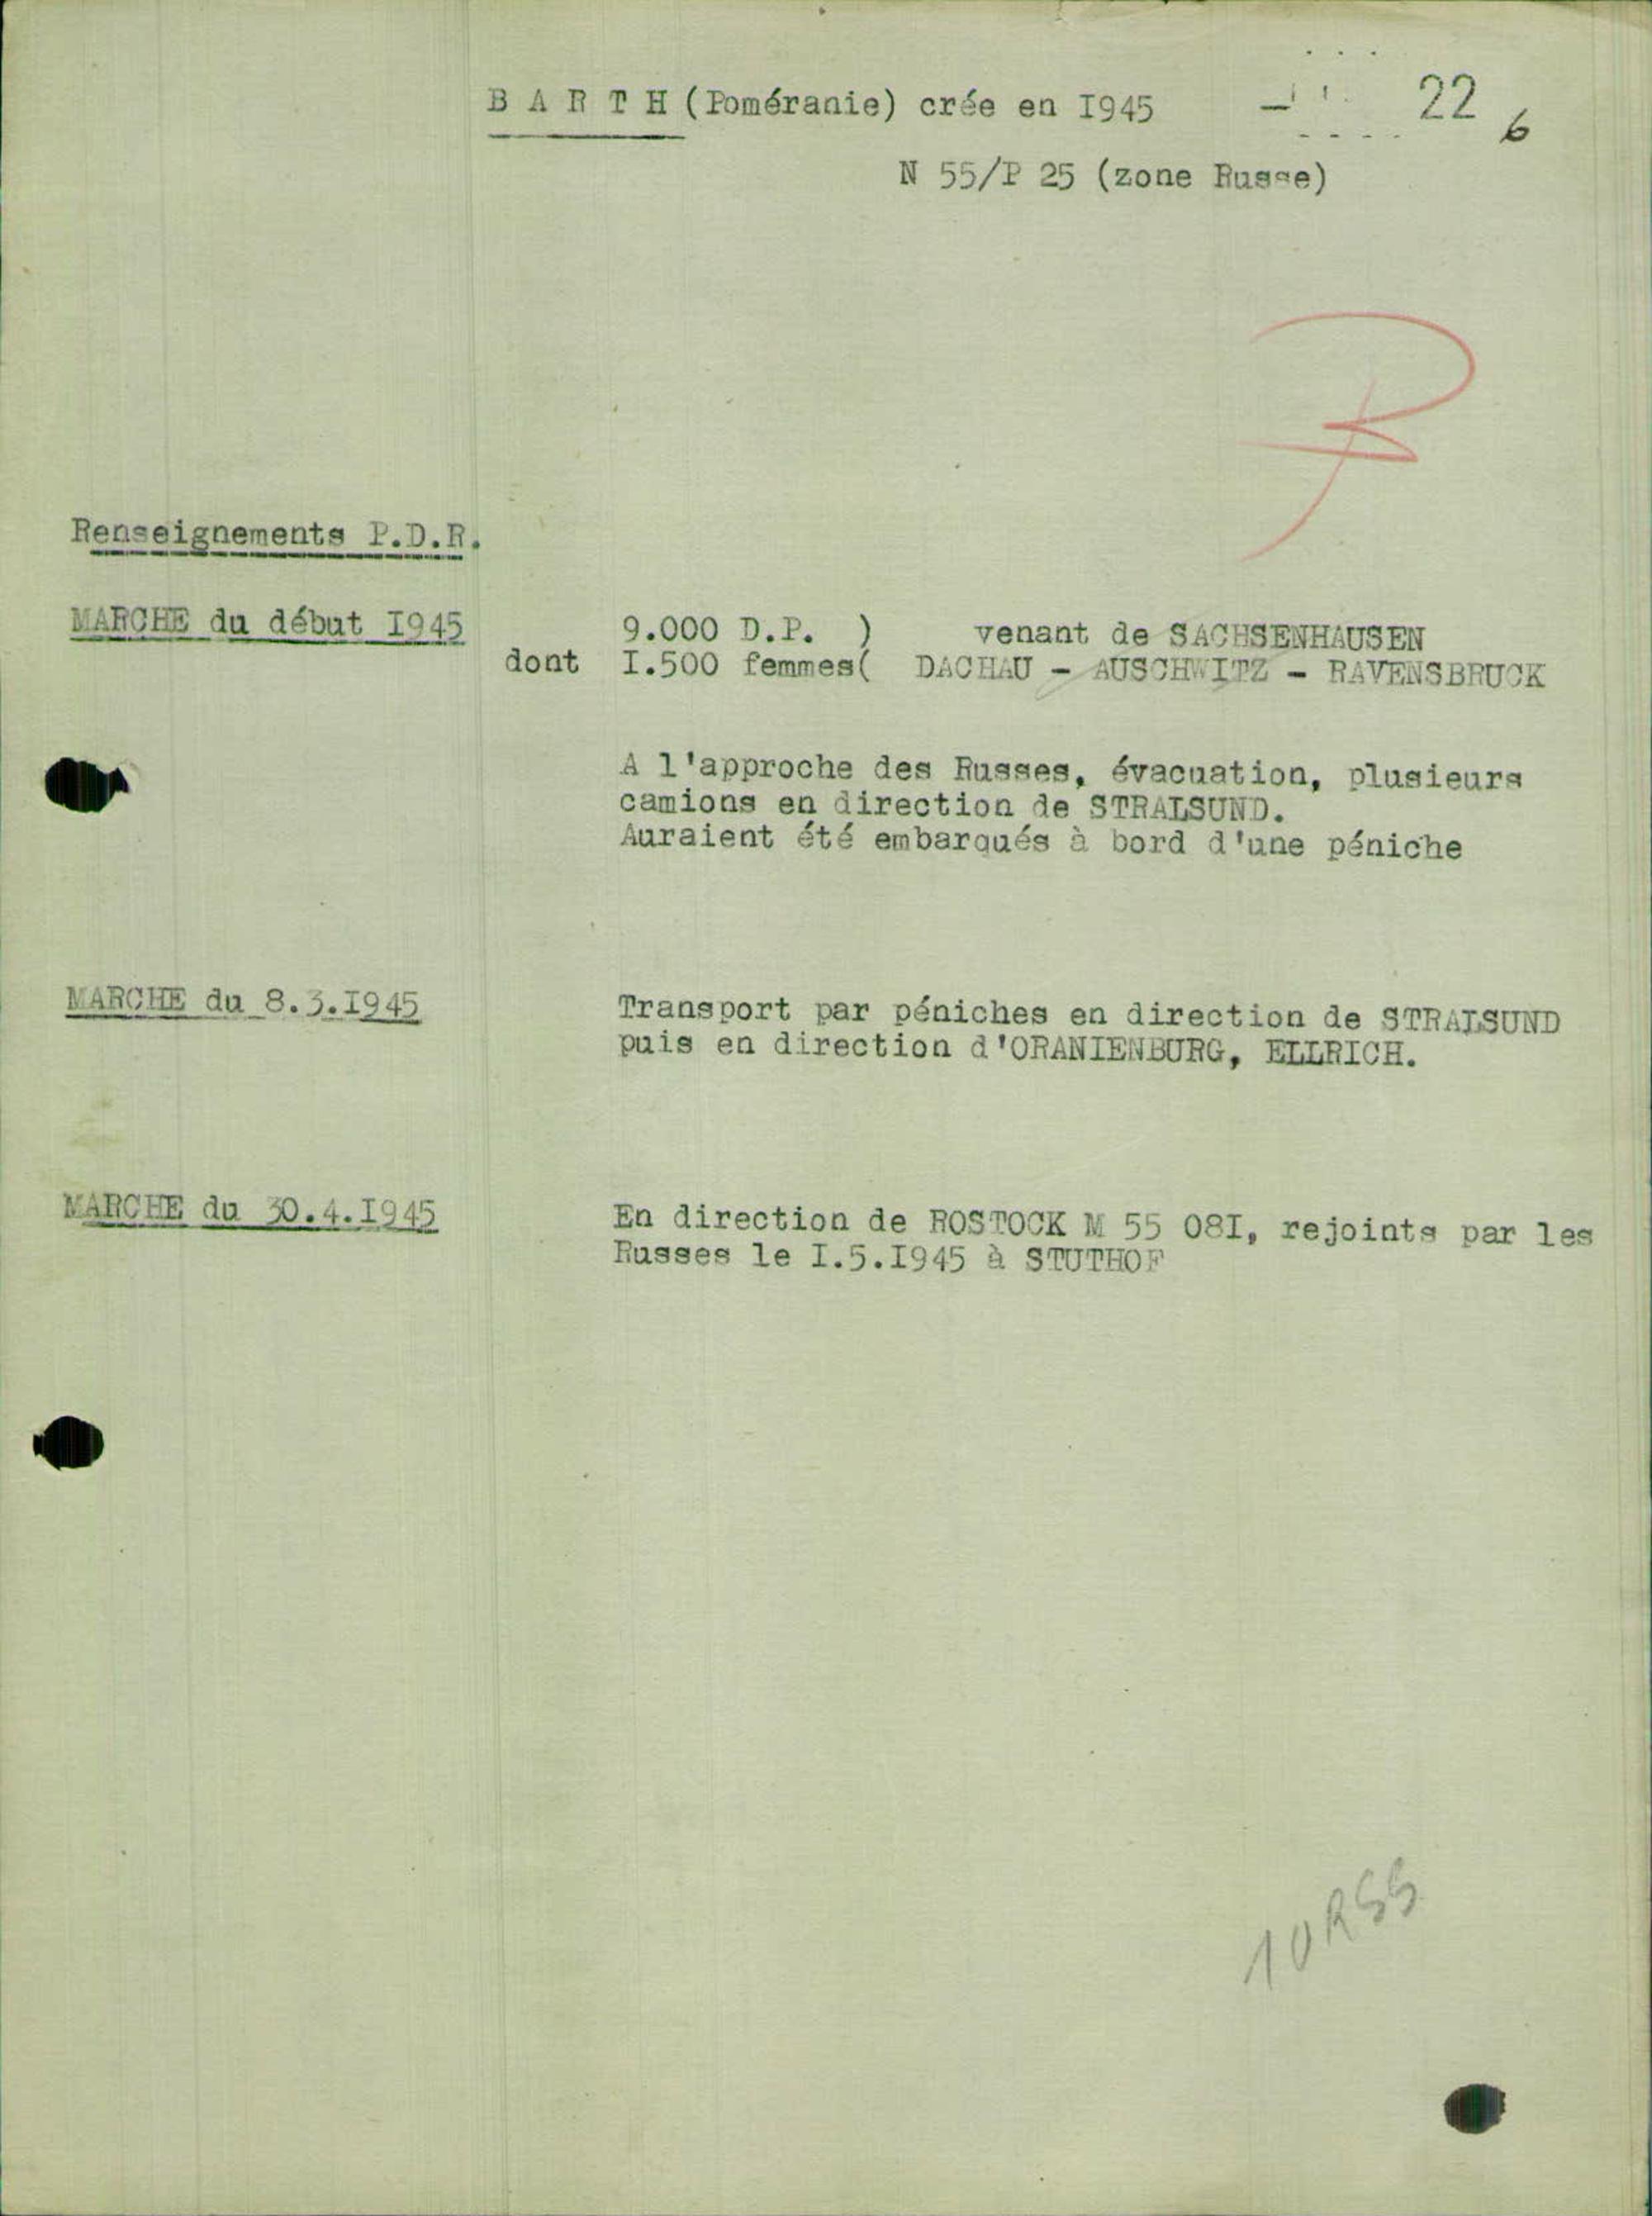 B A R T H (Poméranie) crée en I945
22
6
N 55/P 25 (zone Russe)
Renseignements P.D.R.
MARCHE du début I945
9.000 D.P. ) venant de SACHSENHAUSEN
dont I.500 femmes( DACHAU - AUSCHWITZ - RAVENSBRUCK
A l'approche des Russes, évacuation, plusieurs
camions en direction de STRALSUND.
Auraient été embarqués à bord d'une péniche
MARCHE du 8.3.I945
Transport par péniches en direction de STRALSUND
puis en direction d'ORANIENBURG, ELLRICH.
MARCHE du 30.4.I945
En direction de ROSTOCK M 55 08I, rejoints par les
Russes le I.5.I945 à STUTHOF